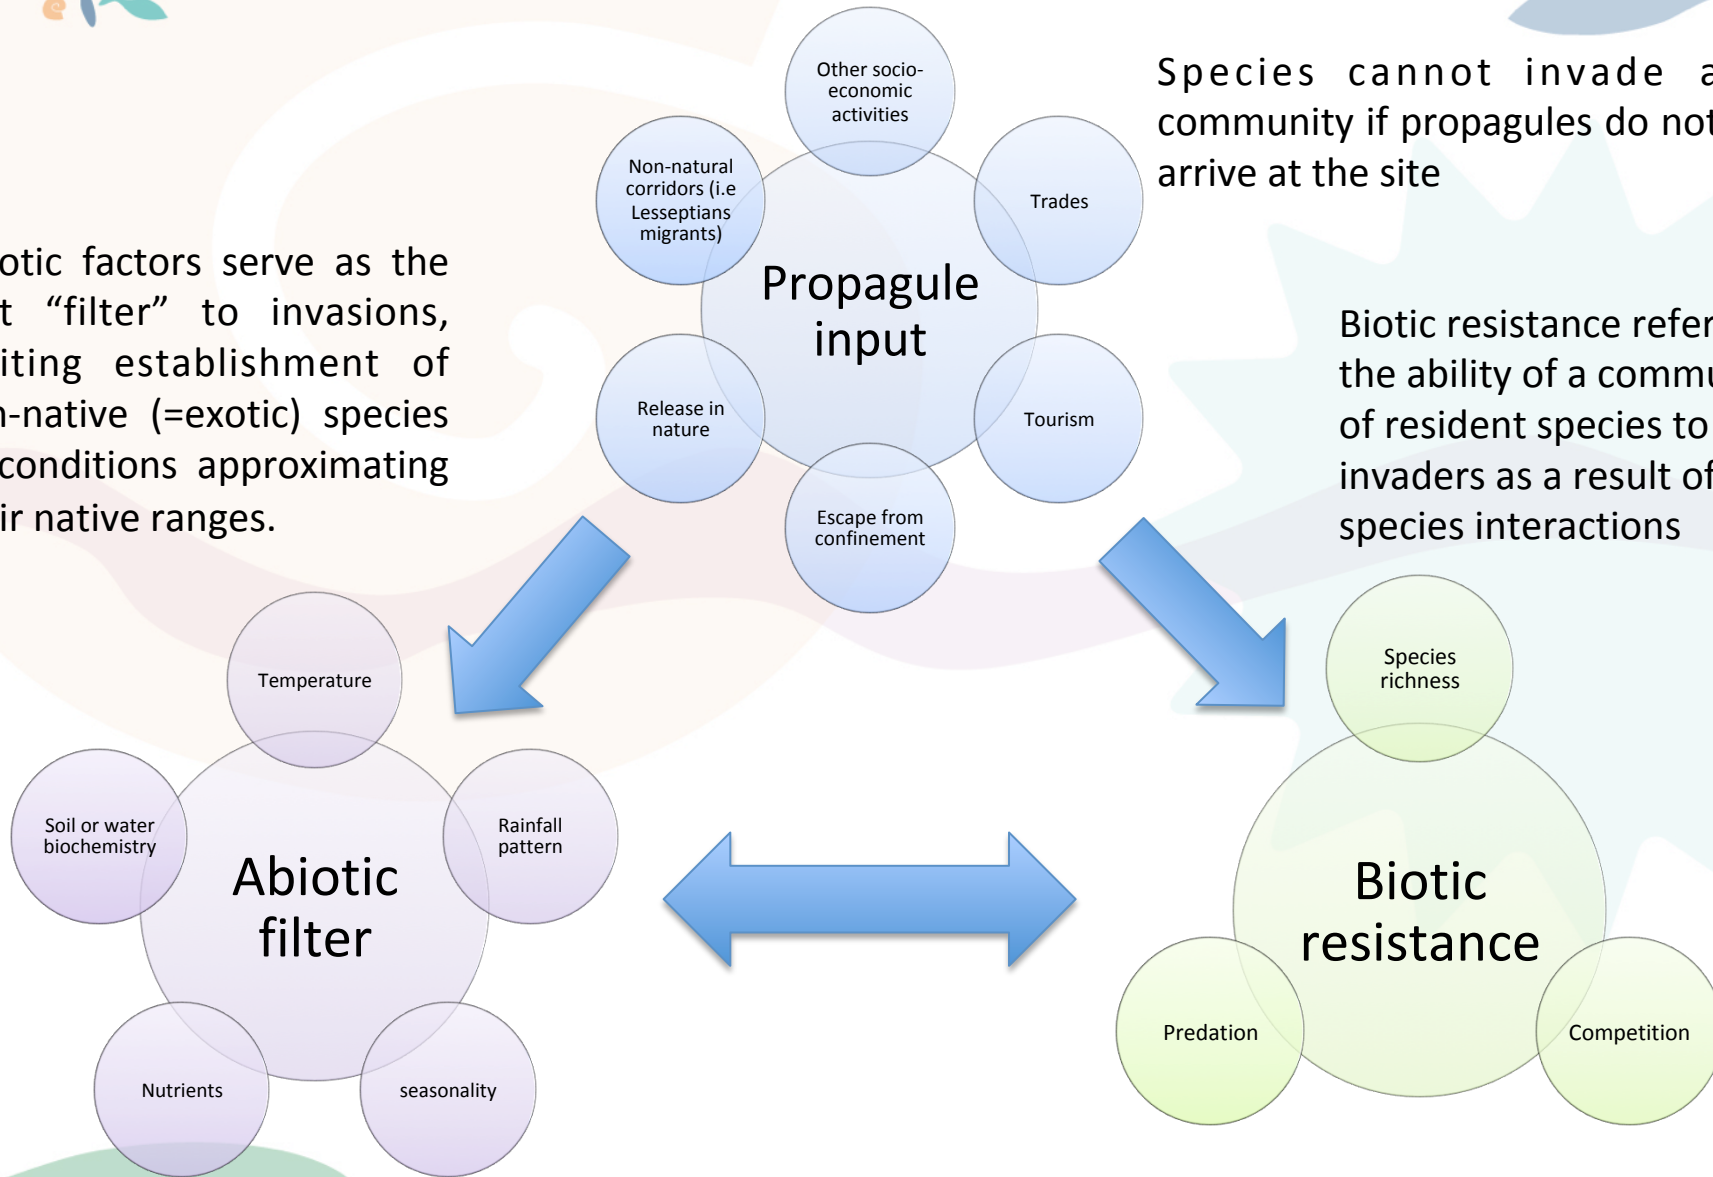 Other socio-
economic
activities
Species cannot invade a
community if propagules do not
arrive at the site
Non-natural
corridors (i.e
Lesseptians
migrants)
Trades
Propagule
input
otic factors serve as the
t “filter” to invasions,
iting establishment of
n-native (=exotic) species
conditions approximating
ir native ranges.
Biotic resistance refer
the ability of a commu
of resident species to
invaders as a result of
species interactions
Release in
nature
Tourism
Escape from
confinement
Temperature
Soil or water
biochemistry
Rainfall
pattern
Abiotic
filter
Nutrients
seasonality
Species
richness
Biotic
resistance
Predation
Competition